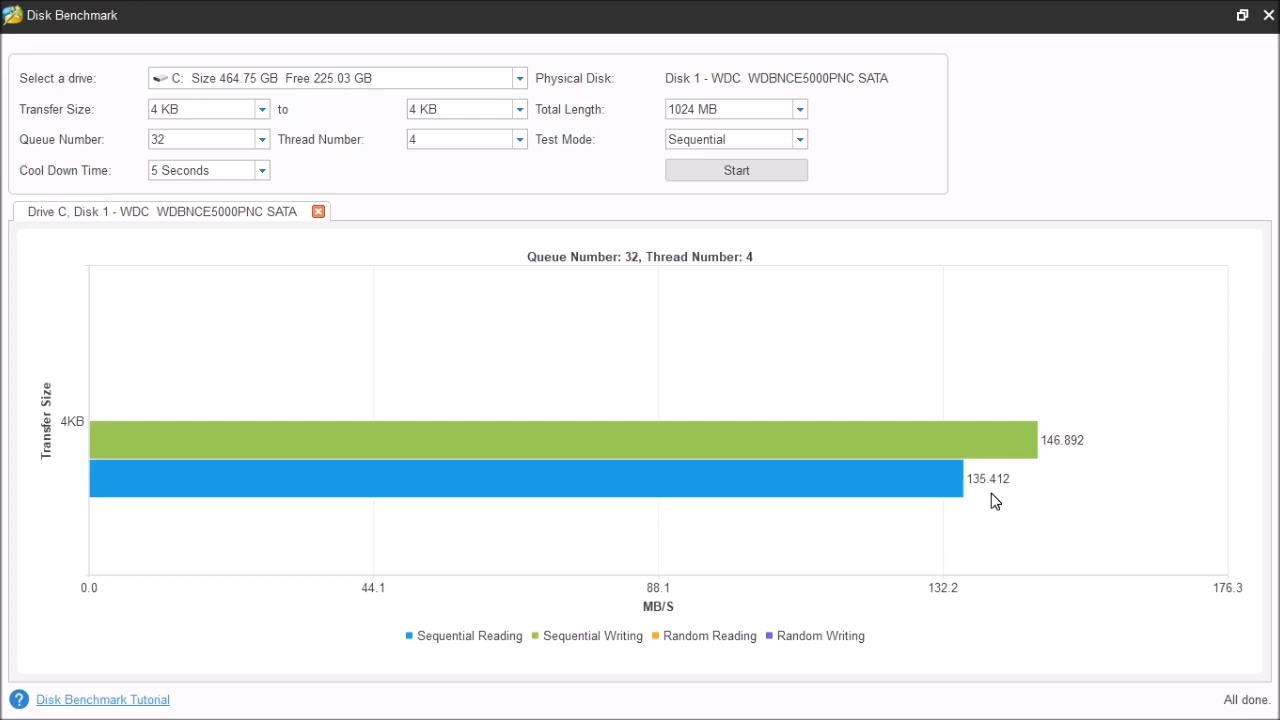 Disk Benchmark
Select a drive: C: Size 464.75 GB Free 225.03 GB Physical Disk: Disk 1 - WDC WDBNCE5000PNC SATA
Transfer Size: 4 KB to 4 KB Total Length: 1024 MB
Queue Number: 32 Thread Number: 4 Test Mode: Sequential
Cool Down Time: 5 Seconds Start
Drive C, Disk 1 - WDC WDBNCE5000PNC SATA
Queue Number: 32, Thread Number: 4
Transfer Size
4KB
146.892
135.412
0.0 44.1 88.1 132.2 176.3
MB/S
Sequential Reading Sequential Writing Random Reading Random Writing
? Disk Benchmark Tutorial All done.